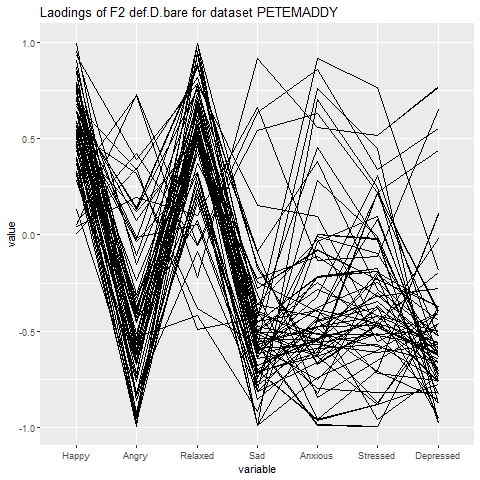 Laodings of F2 def.D.bare for dataset PETEMADDY
1.0
0.5
0.0
-0.5
-1.0
value
Happy Angry Relaxed Sad Anxious Stressed Depressed
variable